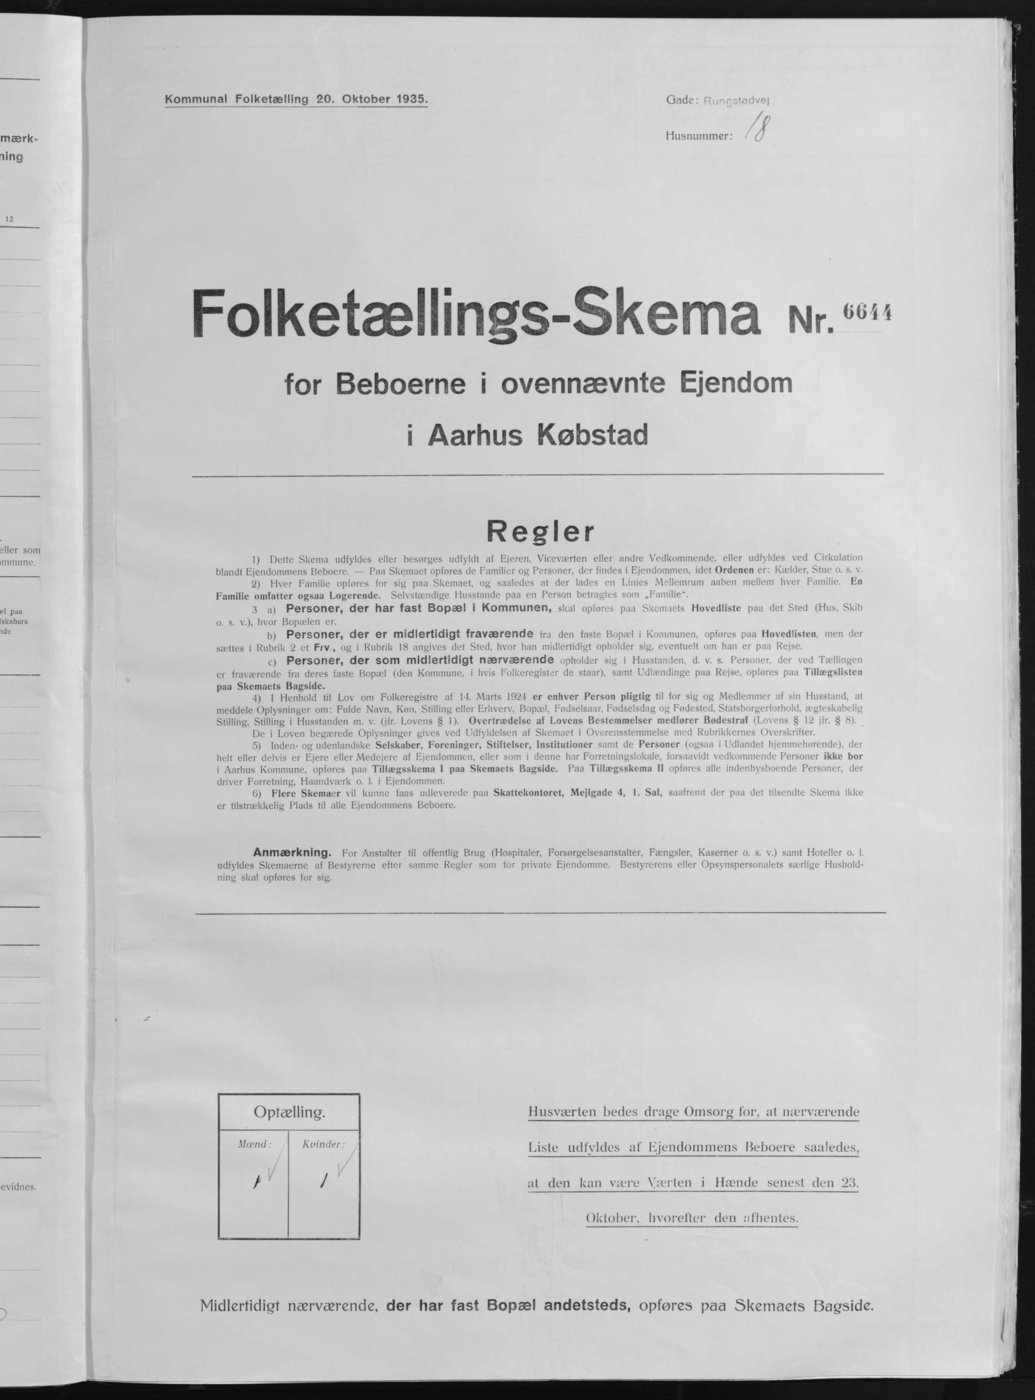 mærk-
ning
12
eller som
ommune.
el paa
lskabers
nde
evidnes.
Kommunal Folketælling 20. Oktober 1935.
Gade: Rungstedvej
Husnummer: 18
Folketællings-Skema Nr. 6644
for Beboerne i ovennævnte Ejendom
i Aarhus Købstad
Regler
1) Dette Skema udfyldes eller besørges udfyldt af Ejeren, Viceværten eller andre Vedkommende, eller udfyldes ved Cirkulation
blandt Ejendommens Beboere. — Paa Skemaet opføres de Familier og Personer, der findes i Ejendommen, idet Ordenen er: Kælder, Stue o. s. v.
2) Hver Familie opføres for sig paa Skemaet, og saaledes at der lades en Linies Mellemrum aaben mellem hver Familie. En
Familie omfatter ogsaa Logerende. Selvstændige Husstande paa en Person betragtes som „Familie".
3 a) Personer, der har fast Bopæl i Kommunen, skal opføres paa Skemaets Hovedliste paa det Sted (Hus, Skib
o. s. v.), hvor Bopælen er.
b) Personer, der er midlertidigt fraværende fra den faste Bopæl i Kommunen, opføres paa Hovedlisten, men der
sættes i Rubrik 2 et Frv., og i Rubrik 18 angives det Sted, hvor han midlertidigt opholder sig, eventuelt om han er paa Rejse.
c) Personer, der som midlertidigt nærværende opholder sig i Husstanden, d. v. s. Personer, der ved Tællingen
er fraværende fra deres faste Bopæl (den Kommune, i hvis Folkeregister de staar), samt Udlændinge paa Rejse, opføres paa Tillægslisten
paa Skemaets Bagside.
4) I Henhold til Lov om Folkeregistre af 14. Marts 1924 er enhver Person pligtig til for sig og Medlemmer af sin Husstand, at
meddele Oplysninger om: Fulde Navn, Køn, Stilling eller Erhverv, Bopæl, Fødselsaar, Fødselsdag og Fødested, Statsborgerforhold, ægteskabelig
Stilling, Stilling i Husstanden m. v. (jfr. Lovens § 1). Overtrædelse af Lovens Bestemmelser medfører Bødestraf (Lovens § 12 jfr. § 8).
De i Loven begærede Oplysninger gives ved Udfyldelsen af Skemaet i Overensstemmelse med Rubrikkernes Overskrifter.
5) Inden- og udenlandske Selskaber, Foreninger, Stiftelser, Institutioner samt de Personer (ogsaa i Udlandet hjemmehørende), der
helt eller delvis er Ejere eller Medejere af Ejendommen, eller som i denne har Forretningslokale, forsaavidt vedkommende Personer ikke bor
i Aarhus Kommune, opføres paa Tillægsskema I paa Skemaets Bagside. Paa Tillægsskema II opføres alle indenbysboende Personer, der
driver Forretning, Haandværk o. l. i Ejendommen.
6) Flere Skemaer vil kunne faas udleverede paa Skattekontoret, Mejlgade 4, 1. Sal, saafremt der paa det tilsendte Skema ikke
er tilstrækkelig Plads til alle Ejendommens Beboere.
Anmærkning. For Anstalter til offentlig Brug (Hospitaler, Forsørgelsesanstalter, Fængsler, Kaserner o. s. v.) samt Hoteller o. l.
udfyldes Skemaerne af Bestyrerne efter samme Regler som for private Ejendomme. Bestyrerens eller Opsynspersonalets særlige Hushold-
ning skal opføres for sig.
Optælling.
Mænd: Kvinder:
1 1
Husværten bedes drage Omsorg for, at nærværende
Liste udfyldes af Ejendommens Beboere saaledes,
at den kan være Værten i Hænde senest den 23.
Oktober, hvorefter den afhentes.
Midlertidigt nærværende, der har fast Bopæl andetsteds, opføres paa Skemaets Bagside.